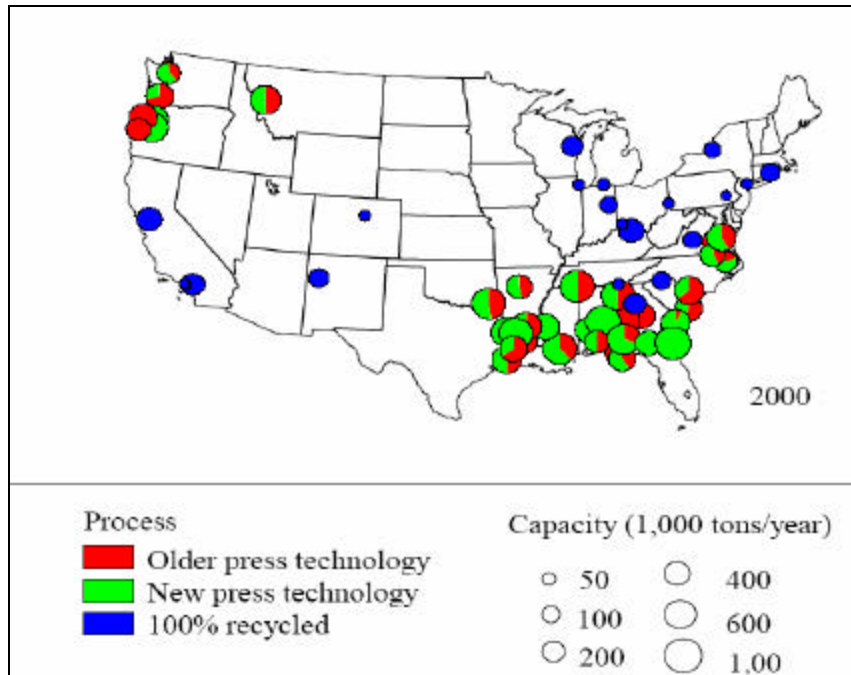 2000
Process
Older press technology
New press technology
100% recycled
Capacity (1,000 tons/year)
50
400
100
600
200
1,00